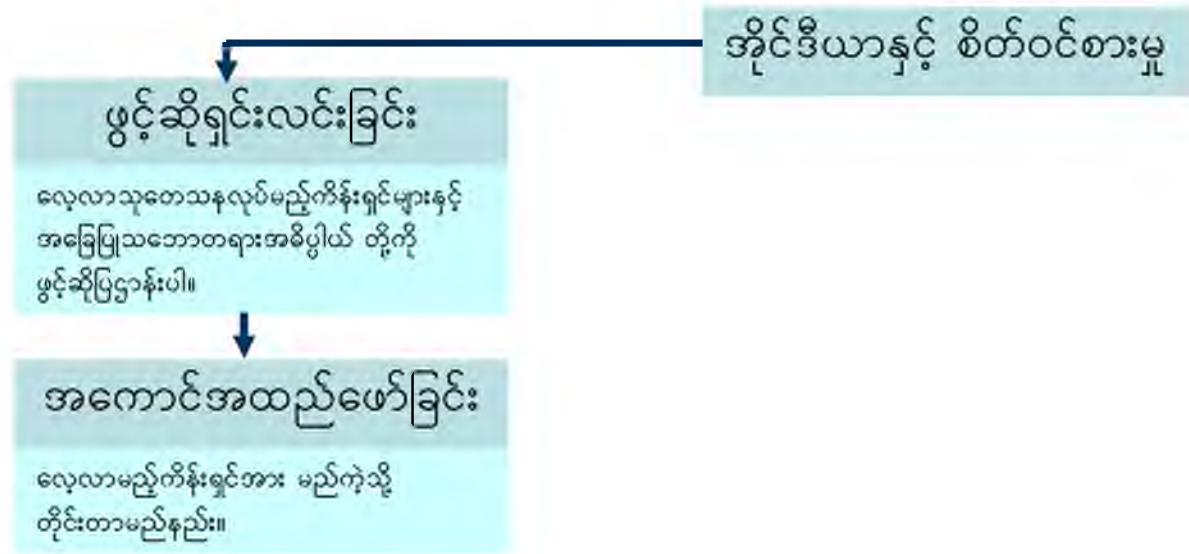 အိုင်ဒီယာနှင့် စိတ်ဝင်စားမှု
ဖွင့်ဆိုရှင်းလင်းခြင်း
လေ့လာသုတေသနလုပ်မည့်ကိန်းရှင်များနှင့်
အခြေပြုသဘောတရားအဓိပ္ပါယ် တို့ကို
ဖွင့်ဆိုပြဌာန်းပါ။
အကောင်အထည်ဖော်ခြင်း
လေ့လာမည့်ကိန်းရှင်အား မည်ကဲ့သို့
တိုင်းတာမည်နည်း။